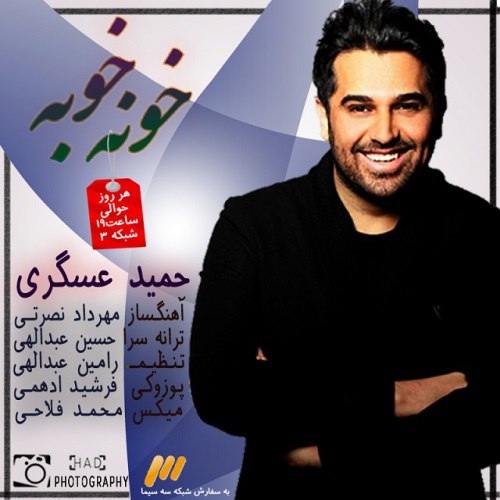 خونه خوبه
هر روز
حوالی
ساعت ۱۹
شبکه ۳
حمید عسگری
آهنگساز مهرداد نصرتی
ترانه سرا حسین عبدالهی
تنظیم رامین عبدالهی
پوزوکی فرشید ادهمی
میکس محمد فلاحی
HAD
PHOTOGRAPHY
به سفارش شبکه سه سیما